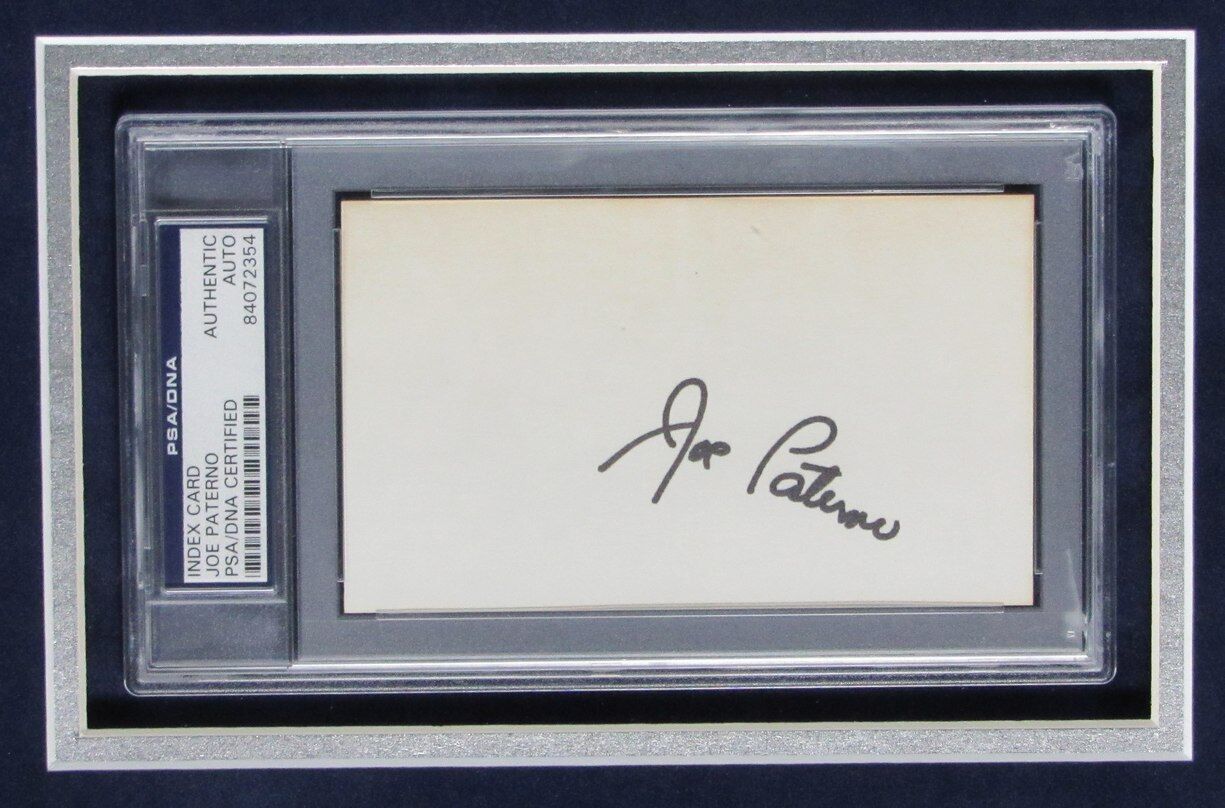 PSA/DNA
INDEX CARD
AUTHENTIC
JOE PATERNO
AUTO
PSA/DNA CERTIFIED
84072354
Joe Paterno